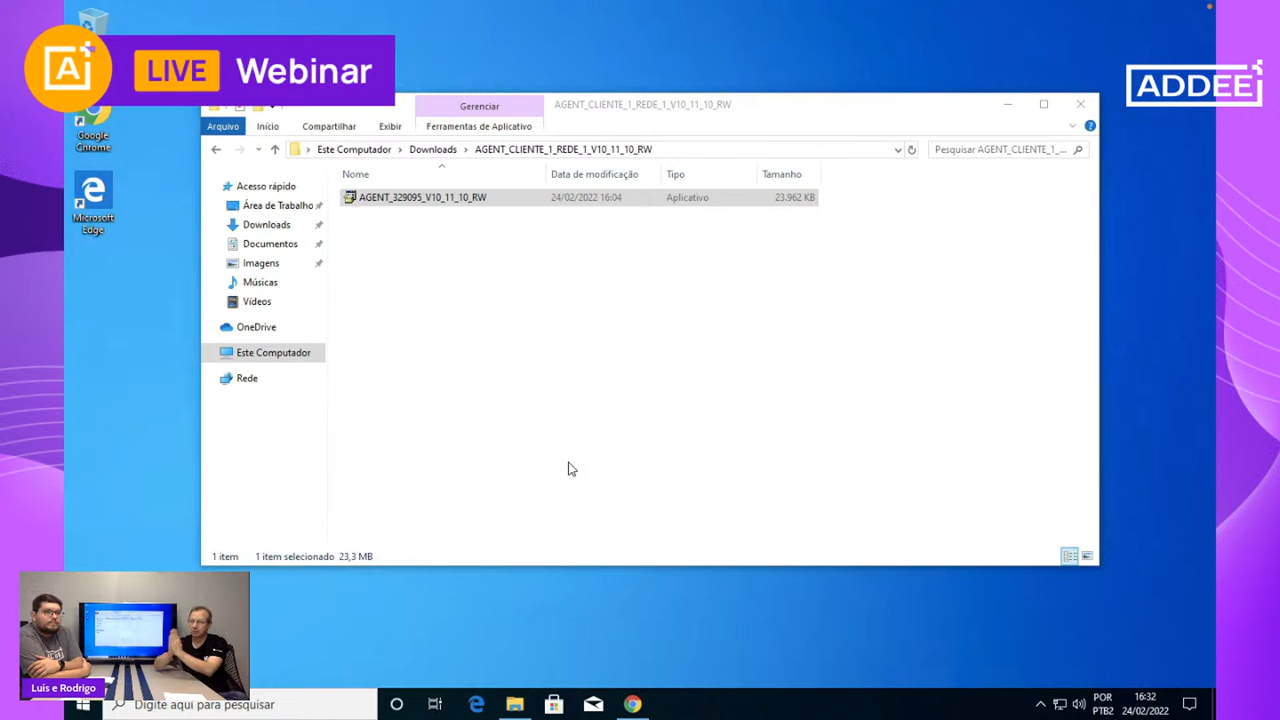 A
LIVE Webinar
ADDEE
Gerenciar
AGENT_CLIENTE_1_REDE_1_V10_11_10_RW
Arquivo Início Compartilhar Exibir Ferramentas de Aplicativo
Este Computador > Downloads > AGENT_CLIENTE_1_REDE_1_V10_11_10_RW
Pesquisar AGENT_CLIENTE_1_...
Nome Data de modificação Tipo Tamanho
AGENT_329095_V10_11_10_RW 24/02/2022 16:04 Aplicativo 23.962 KB
Acesso rápido
Área de Trabalho
Downloads
Documentos
Imagens
Músicas
Vídeos
OneDrive
Este Computador
Rede
1 item 1 item selecionado 23,3 MB
Google
Chrome
Microsoft
Edge
Luís e Rodrigo
Digite aqui para pesquisar
POR
PTB2
16:32
24/02/2022